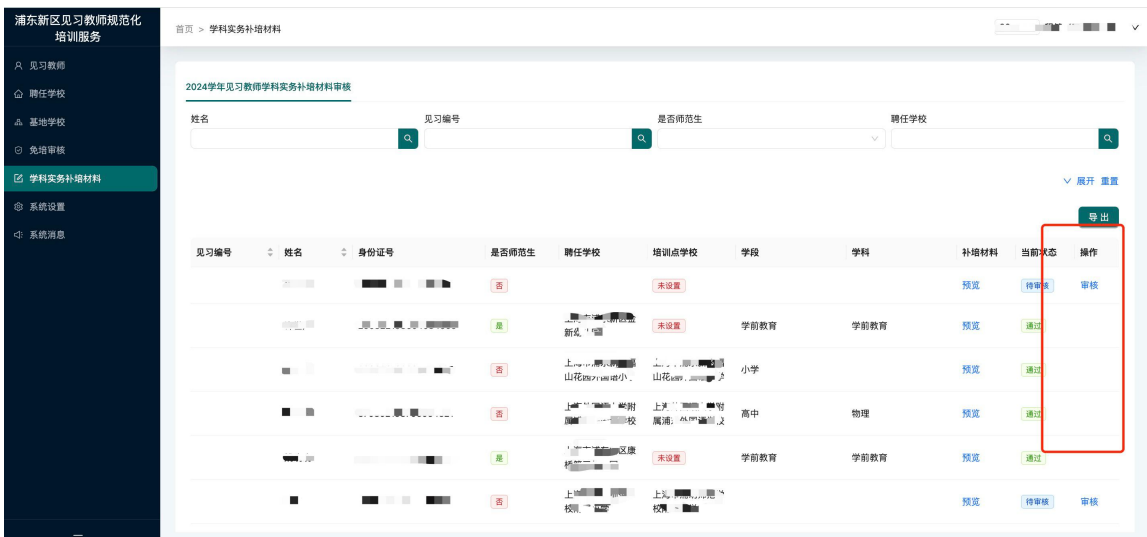 浦东新区见习教师规范化
培训服务
首页 > 学科实务补培材料
见习教师
聘任学校
基地学校
免培审核
学科实务补培材料
系统设置
系统消息
2024学年见习教师学科实务补培材料审核
姓名 见习编号 是否师范生 聘任学校
展开 重置
导出
见习编号 姓名 身份证号 是否师范生 聘任学校 培训点学校 学段 学科 补培材料 当前状态 操作
否 未设置 预览 待审核 审核
是 未设置 学前教育 学前教育 预览 通过
否 小学 预览 通过
山花
否 高中 物理 预览 通过
是 区康 未设置 学前教育 学前教育 预览 通过
否 预览 待审核 审核